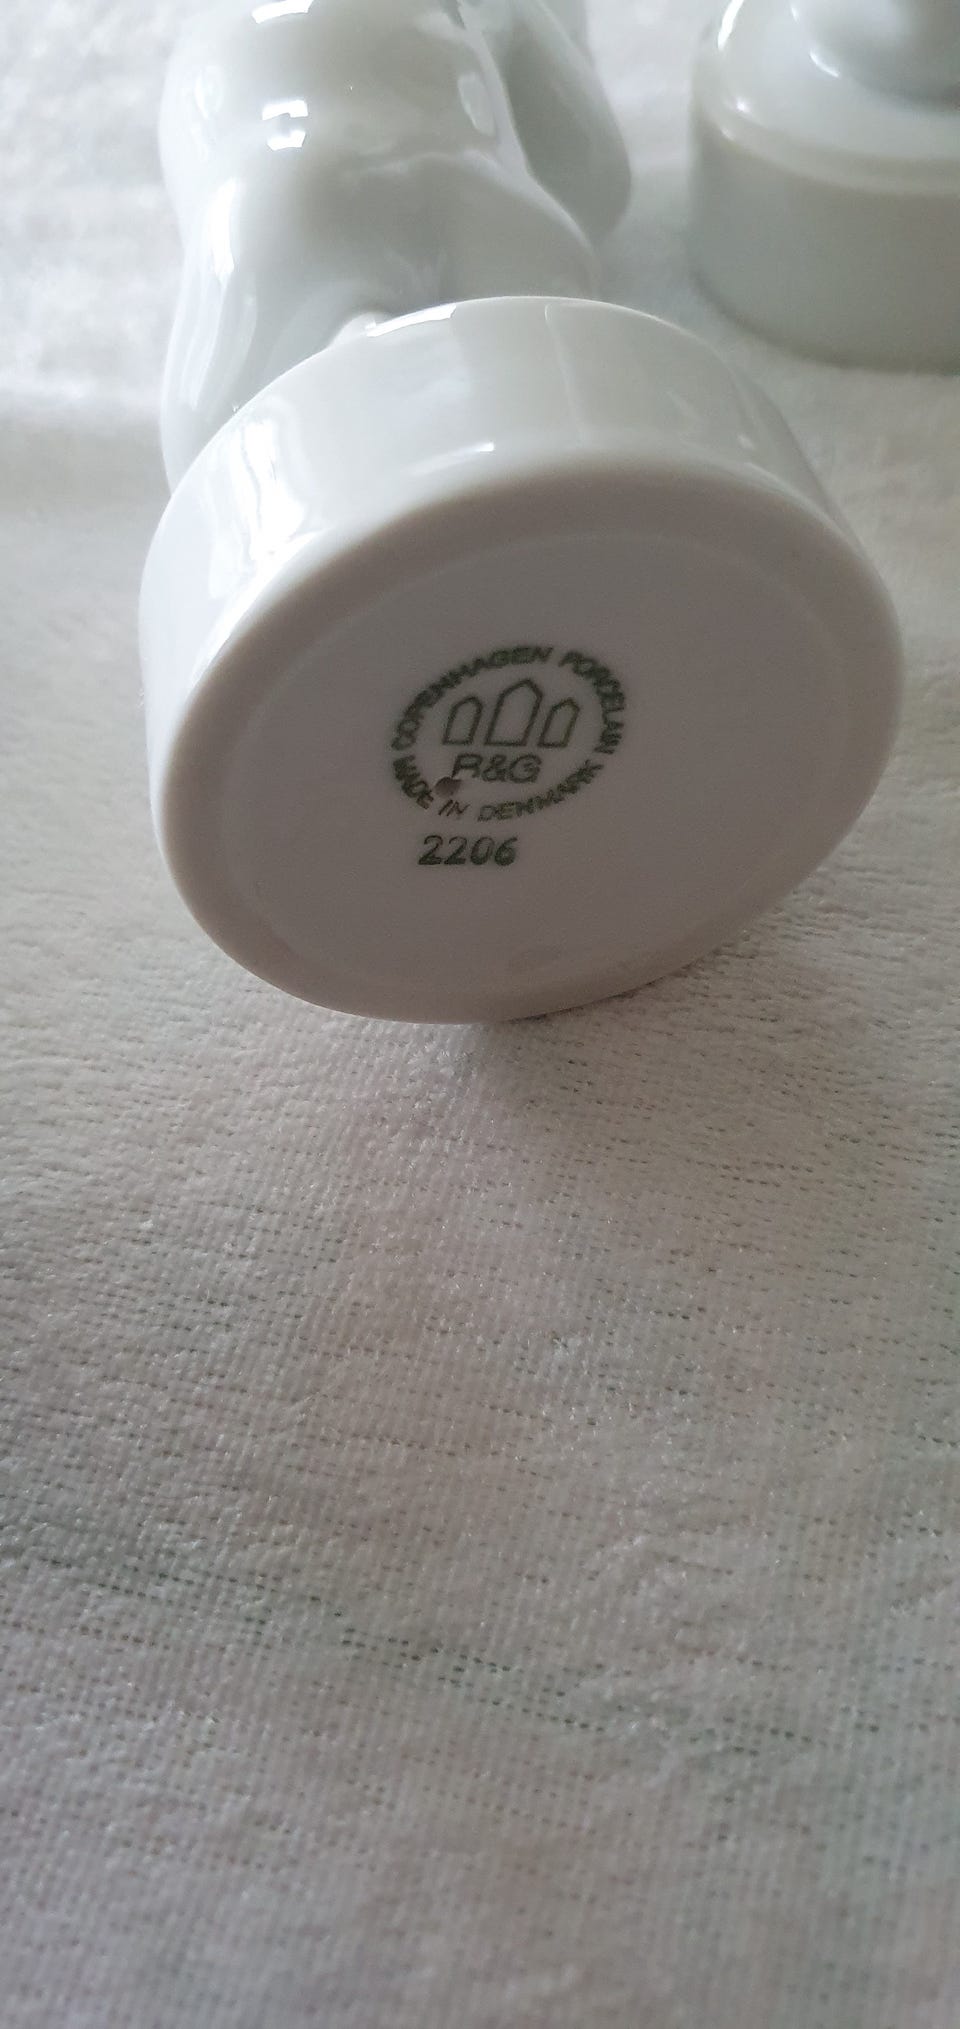 COPENHAGEN PORCELAIN
B&G
MADE IN DENMARK
2206